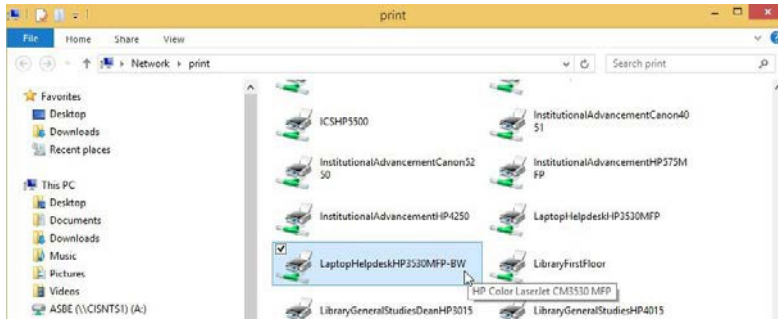 print
File Home Share View
Network print Search print
Favorites
Desktop
Downloads
Recent places
This PC
Desktop
Documents
Downloads
Music
Pictures
Videos
ASBE (\\CISNTS1) (A:)
ICSHP5500
InstitutionalAdvancementCanon40
51
InstitutionalAdvancementCanon52
50
InstitutionalAdvancementHP575M
FP
InstitutionalAdvancementHP4250
LaptopHelpdeskHP3530MFP
LaptopHelpdeskHP3530MFP-BW
LibraryFirstFloor
HP Color LaserJet CM3530 MFP
LibraryGeneralStudiesDeanHP3015
LibraryGeneralStudiesHP4015